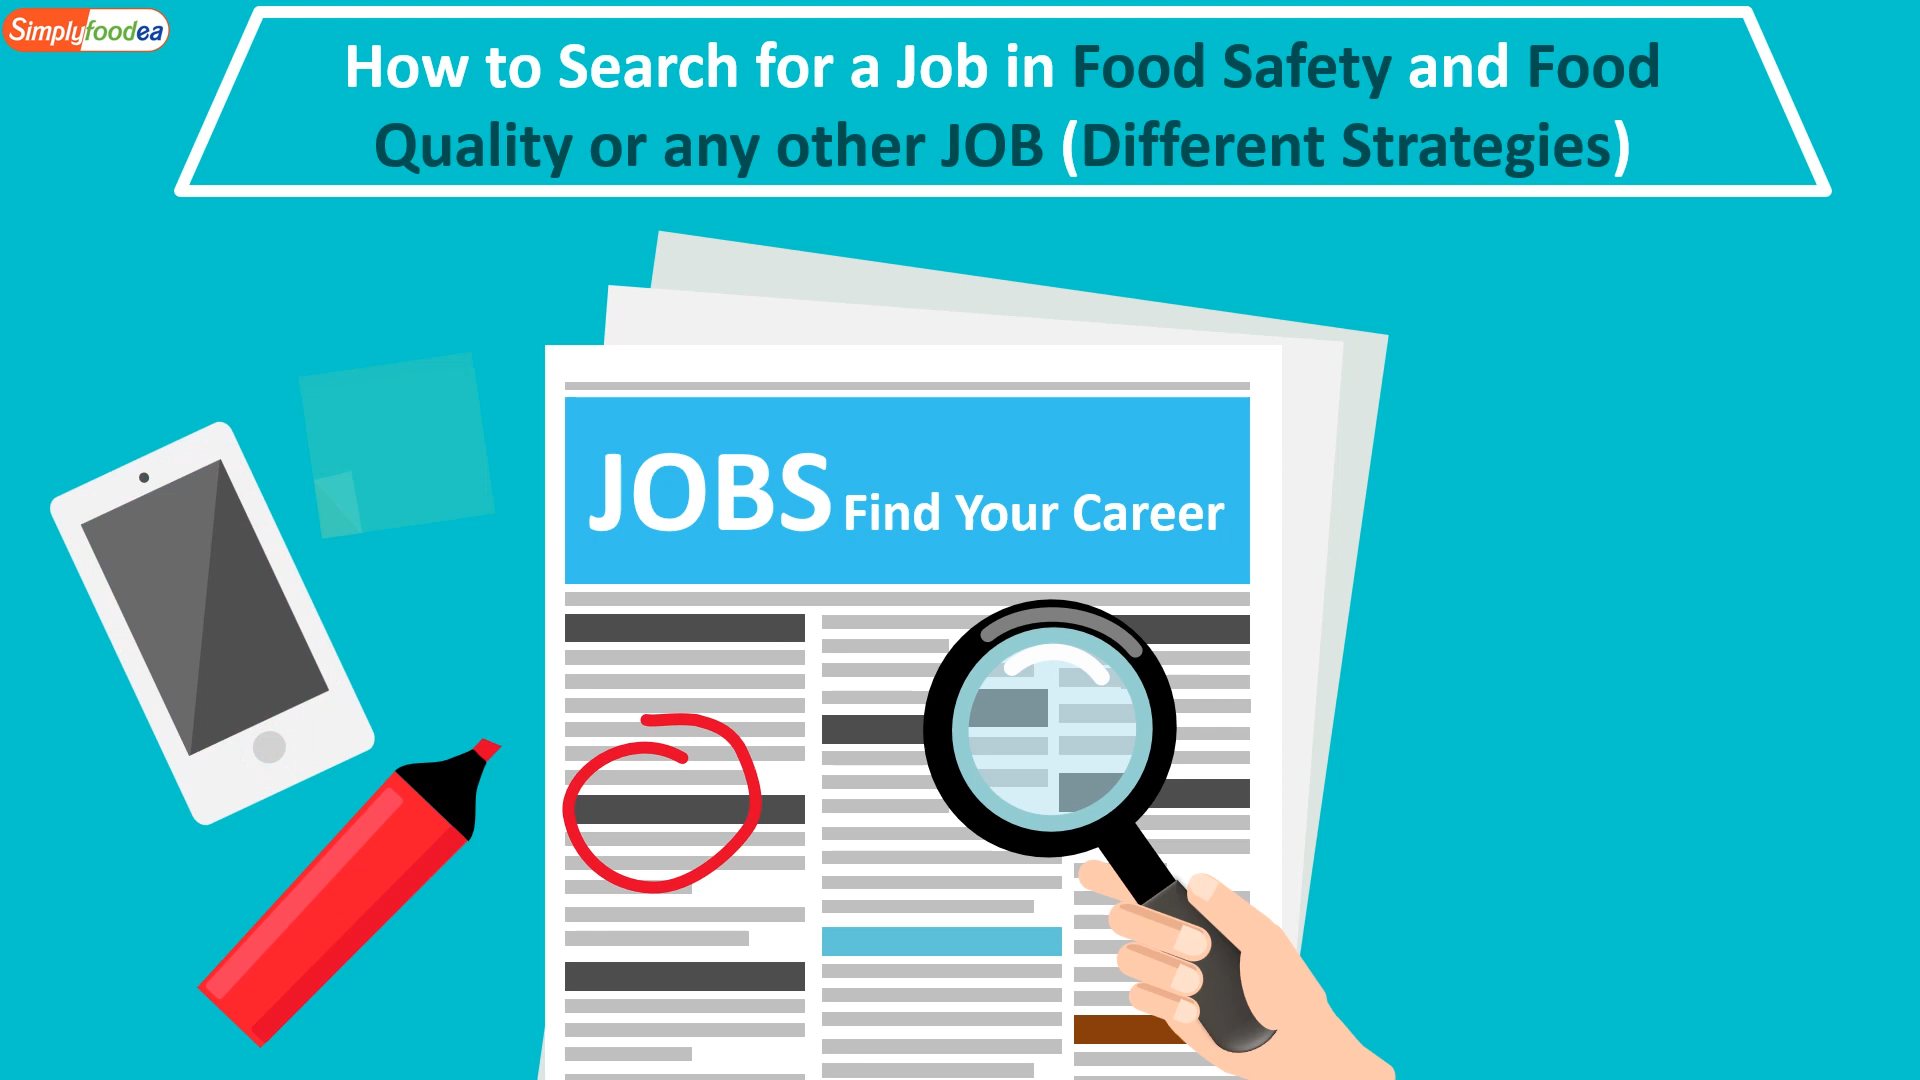 Simplyfoodea
How to Search for a Job in Food Safety and Food
Quality or any other JOB (Different Strategies)
JOBS Find Your Career